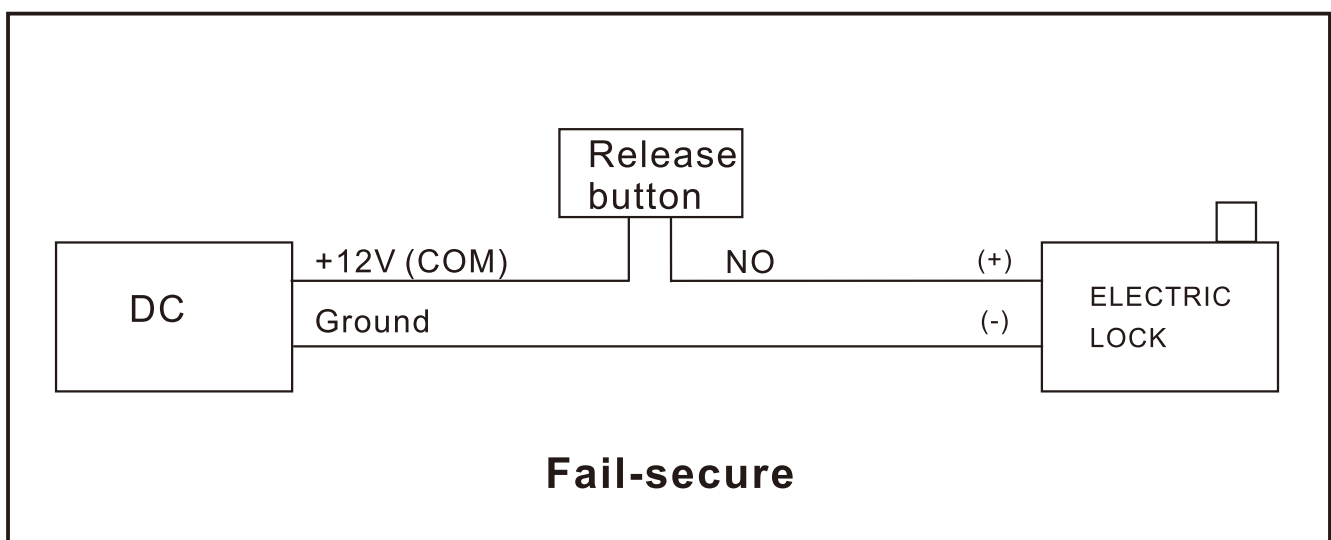 Release
button
+12V (COM)
NO
(+)
DC
ELECTRIC
LOCK
Ground
(-)
Fail-secure